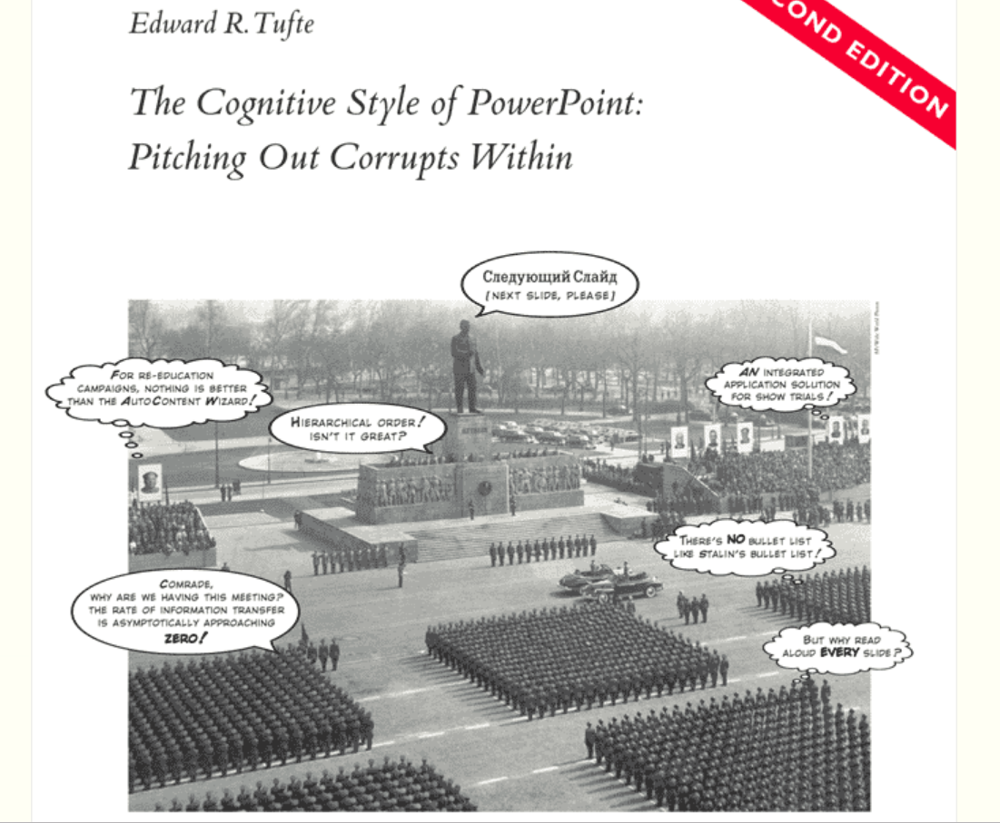 Edward R. Tufte
COND EDITION
The Cognitive Style of PowerPoint:
Pitching Out Corrupts Within
Следующий Слайд
[NEXT SLIDE, PLEASE]
FOR RE-EDUCATION
CAMPAIGNS, NOTHING IS BETTER
THAN THE AUTOCONTENT WIZARD!
AN INTEGRATED
APPLICATION SOLUTION
FOR SHOW TRIALS!
HIERARCHICAL ORDER!
ISN'T IT GREAT?
THERE'S NO BULLET LIST
LIKE STALIN'S BULLET LIST!
COMRADE,
WHY ARE WE HAVING THIS MEETING?
THE RATE OF INFORMATION TRANSFER
IS ASYMPTOTICALLY APPROACHING
ZERO!
BUT WHY READ
ALOUD EVERY SLIDE?